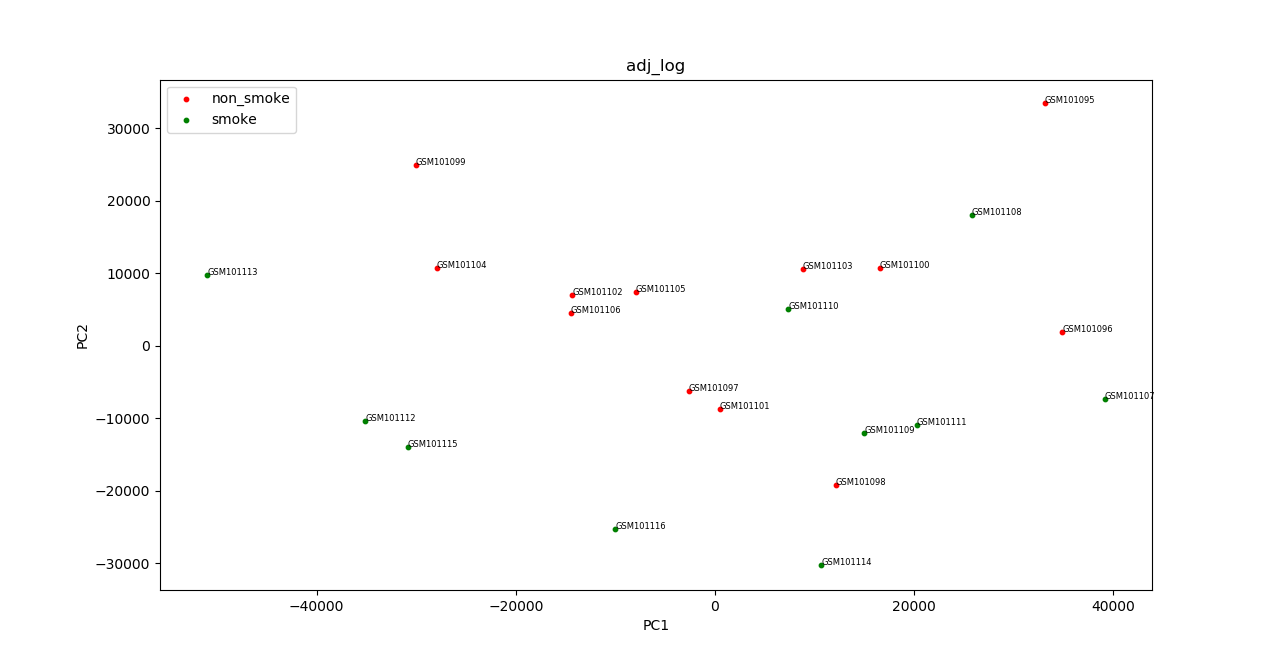 adj_log
non_smoke
smoke
GSM101095
30000
GSM101099
20000
GSM101108
GSM101104
GSM101103
GSM101100
10000
GSM101113
GSM101102
GSM101105
GSM101106
GSM101110
PC2
0
GSM101096
GSM101097
GSM101107
GSM101101
−10000
GSM101112
GSM101109
GSM101111
GSM101115
GSM101098
−20000
GSM101116
GSM101114
−30000
−40000
−20000
0
20000
40000
PC1